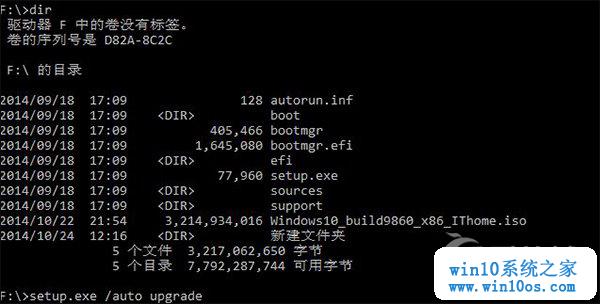 F:\>dir
驱动器 F 中的卷没有标签。
卷的序列号是 D82A-8C2C
F:\ 的目录
2014/09/18 17:09 128 autorun.inf
2014/09/18 17:09 <DIR> boot
2014/09/18 17:09 405,466 bootmgr
2014/09/18 17:09 1,645,080 bootmgr.efi
2014/09/18 17:09 <DIR> efi
2014/09/18 17:09 77,960 setup.exe
2014/09/18 17:09 <DIR> sources
2014/09/18 17:09 <DIR> support
2014/10/22 21:54 3,214,934,016 Windows10_build9860_x86_IThome.iso
2014/10/24 12:16 <DIR> 新建文件夹
5 个文件 3,217,062,650 字节
5 个目录 7,792,287,744 可用字节
F:\>setup.exe /auto upgrade
win10系统之家
www.win10os.com